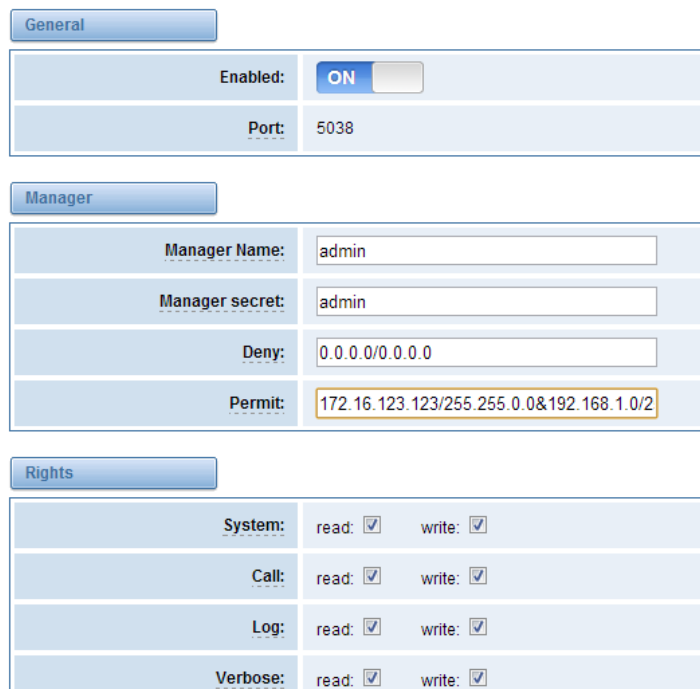 General
Enabled: ON
Port: 5038
Manager
Manager Name: admin
Manager secret: admin
Deny: 0.0.0.0/0.0.0.0
Permit: 172.16.123.123/255.255.0.0&192.168.1.0/2
Rights
System: read: write:
Call: read: write:
Log: read: write:
Verbose: read: write: